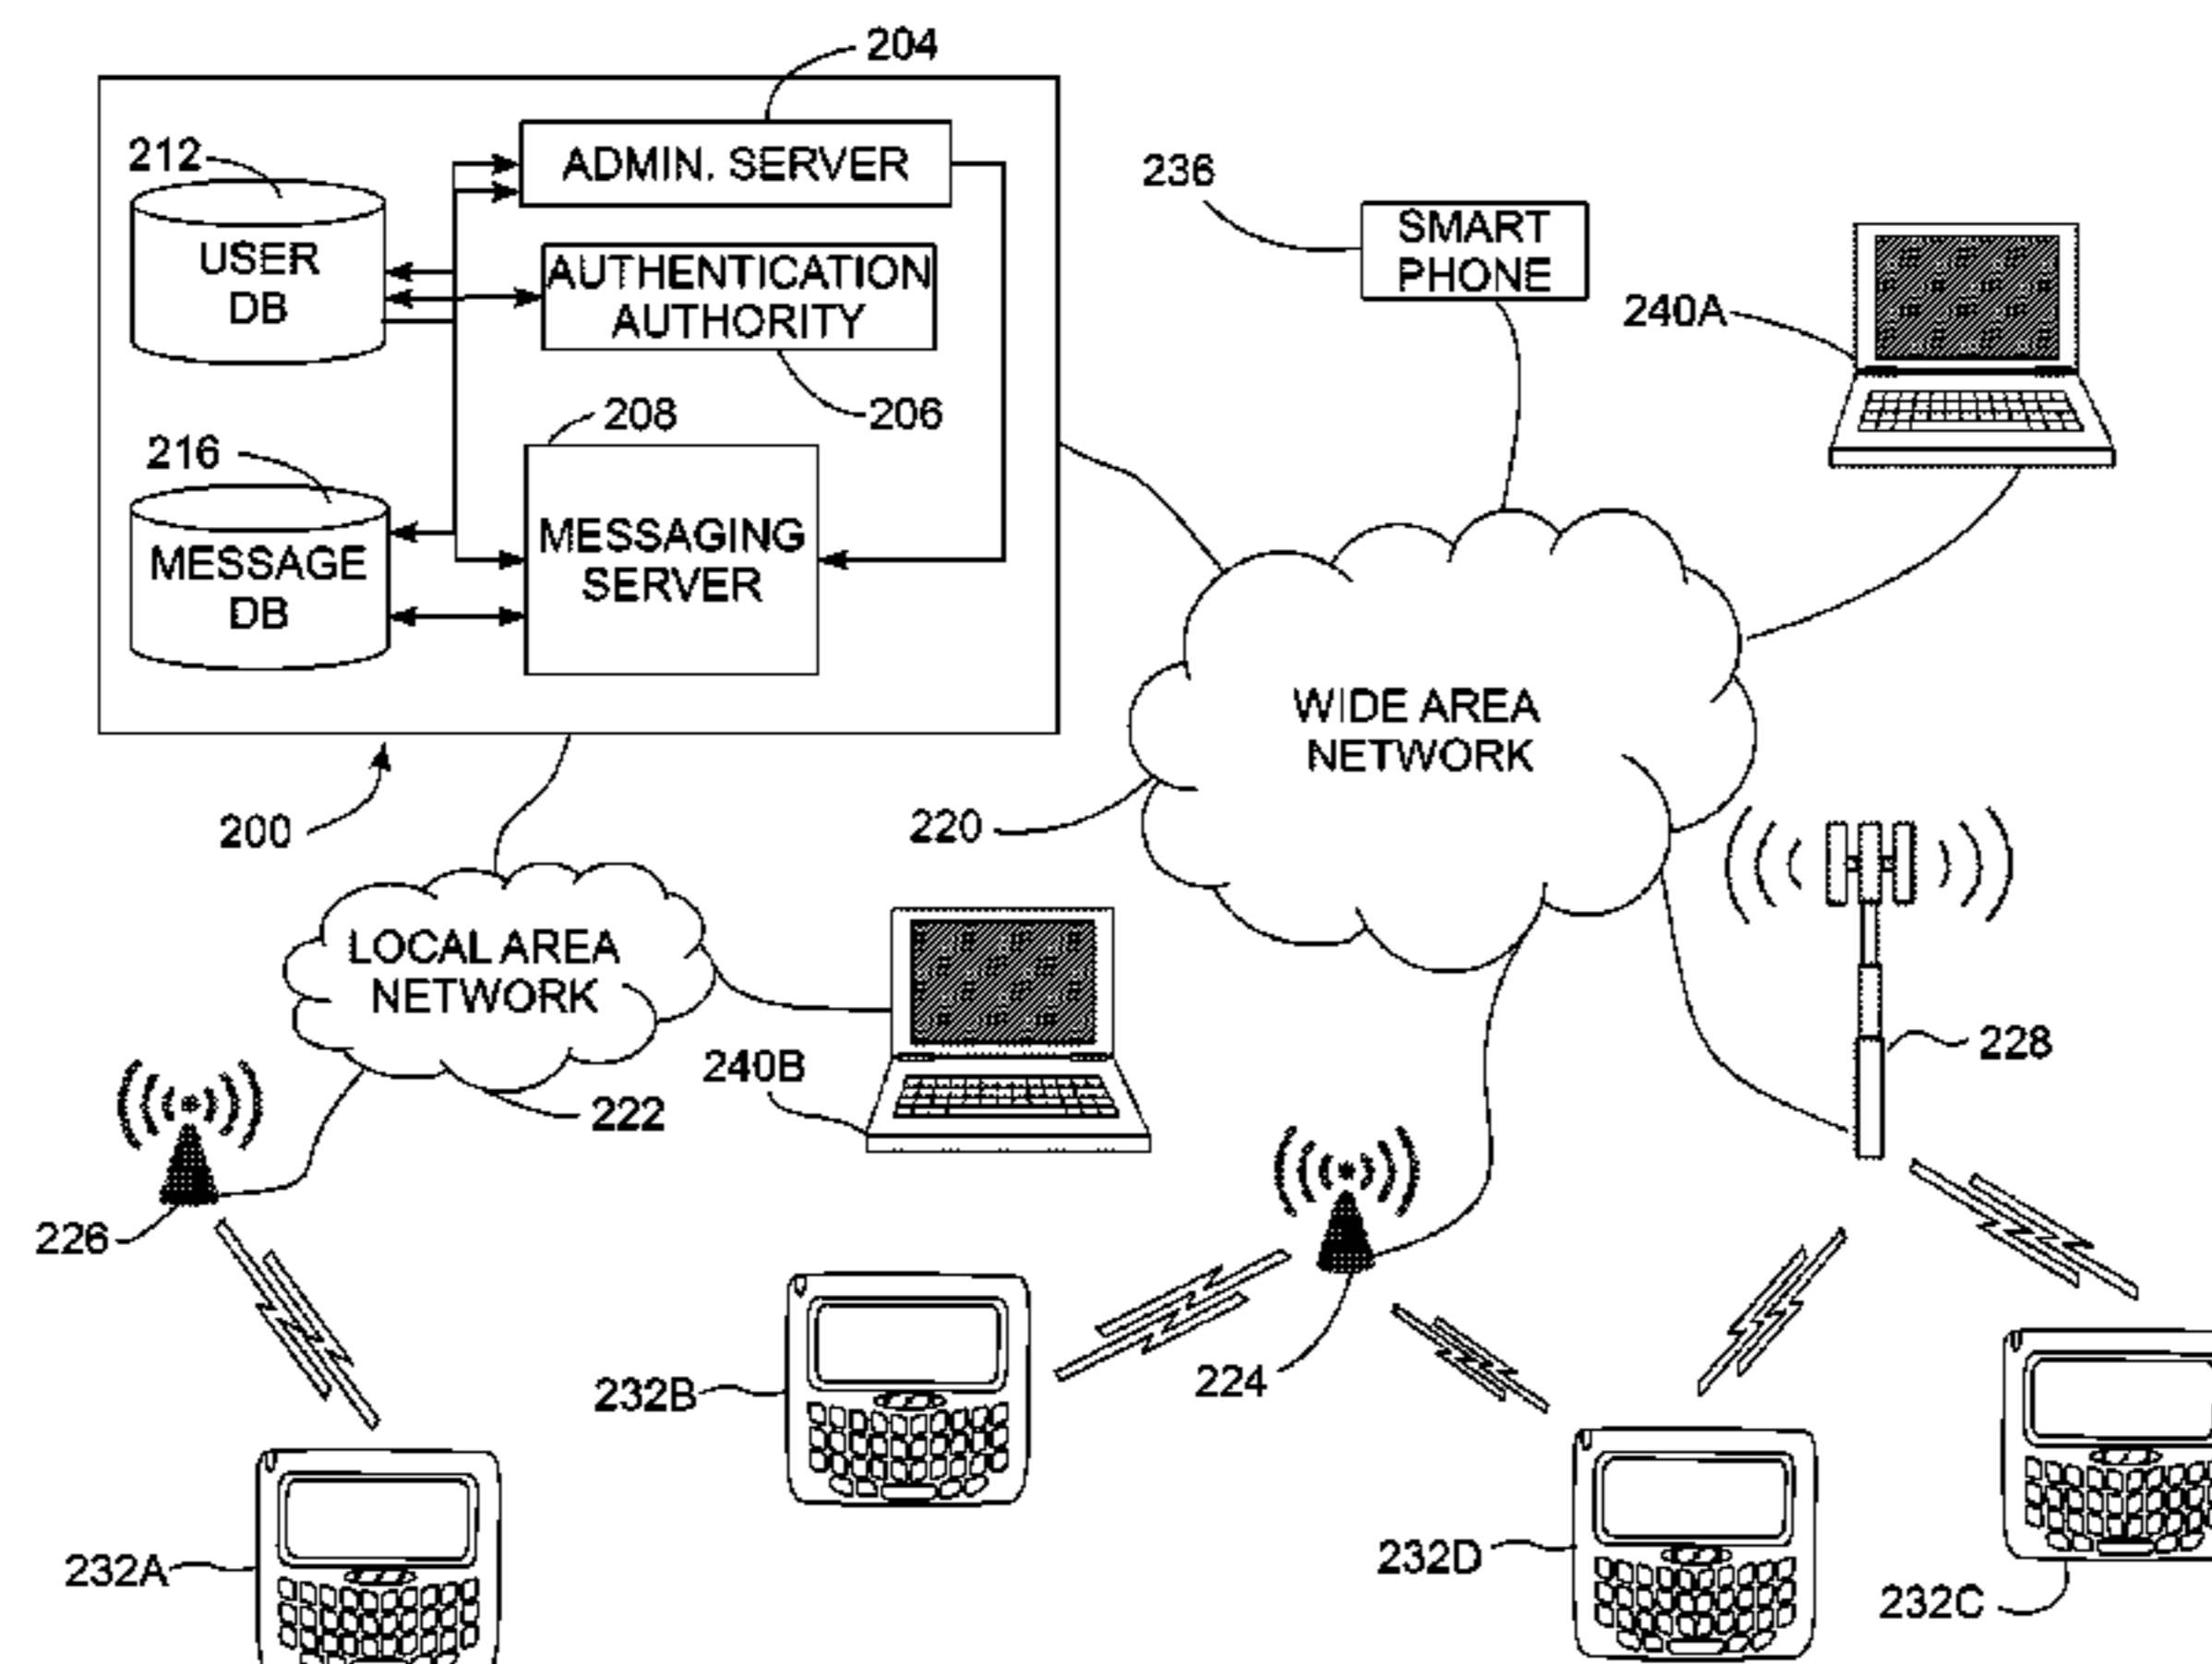 204
212
ADMIN. SERVER
236
SMART
PHONE
USER
DB
AUTHENTICATION
AUTHORITY
240A
208
206
216
MESSAGING
SERVER
MESSAGE
DB
WIDE AREA
NETWORK
200
220
LOCAL AREA
NETWORK
228
240B
222
226
224
232B
232A
232D
232C